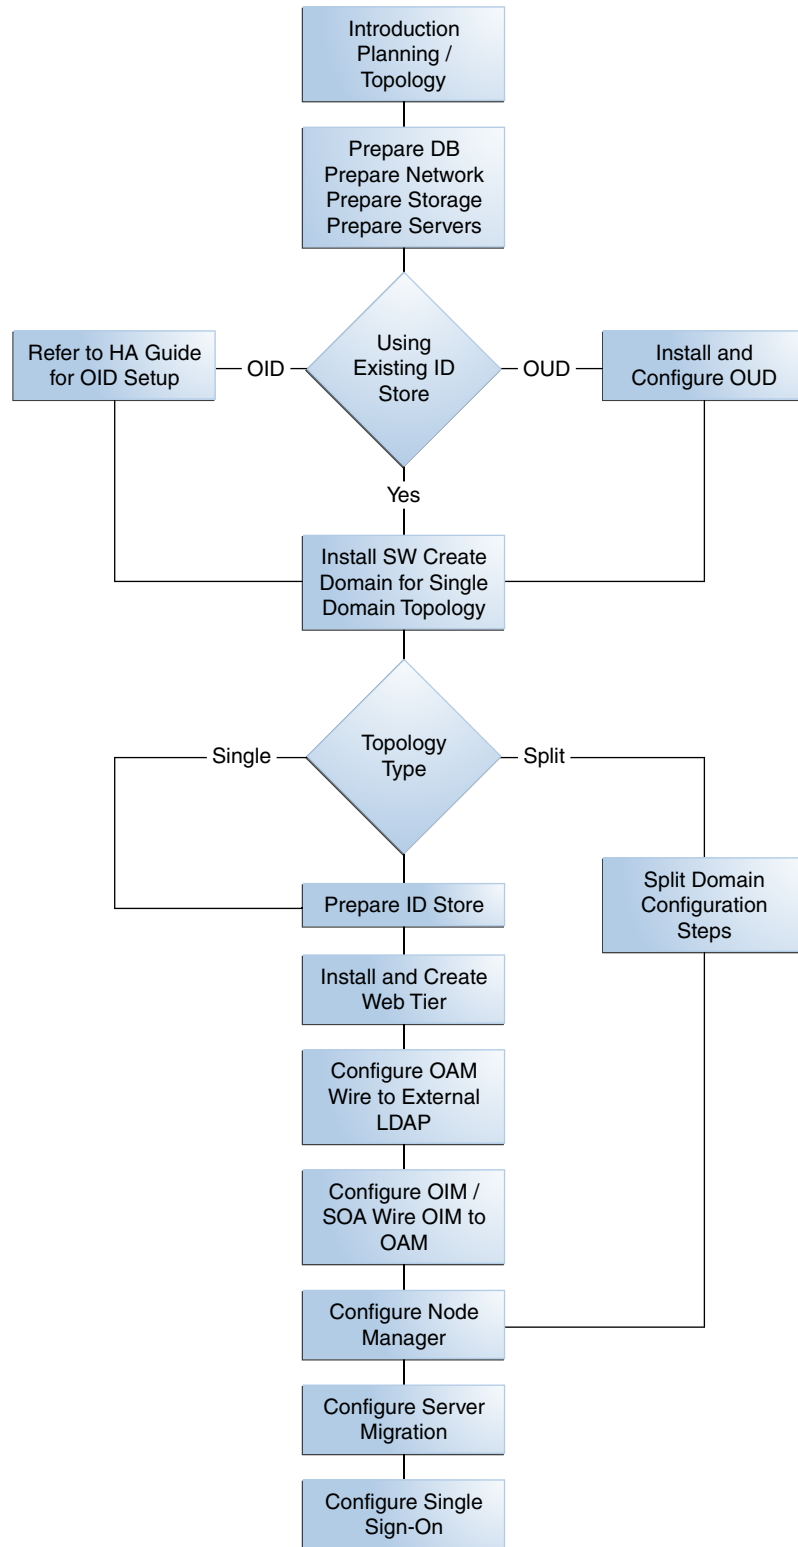 Introduction
Planning /
Topology
Prepare DB
Prepare Network
Prepare Storage
Prepare Servers
Using
Existing ID
Store
OID
Refer to HA Guide
for OID Setup
OUD
Install and
Configure OUD
Yes
Install SW Create
Domain for Single
Domain Topology
Topology
Type
Single
Split
Split Domain
Configuration
Steps
Prepare ID Store
Install and Create
Web Tier
Configure OAM
Wire to External
LDAP
Configure OIM /
SOA Wire OIM to
OAM
Configure Node
Manager
Configure Server
Migration
Configure Single
Sign-On